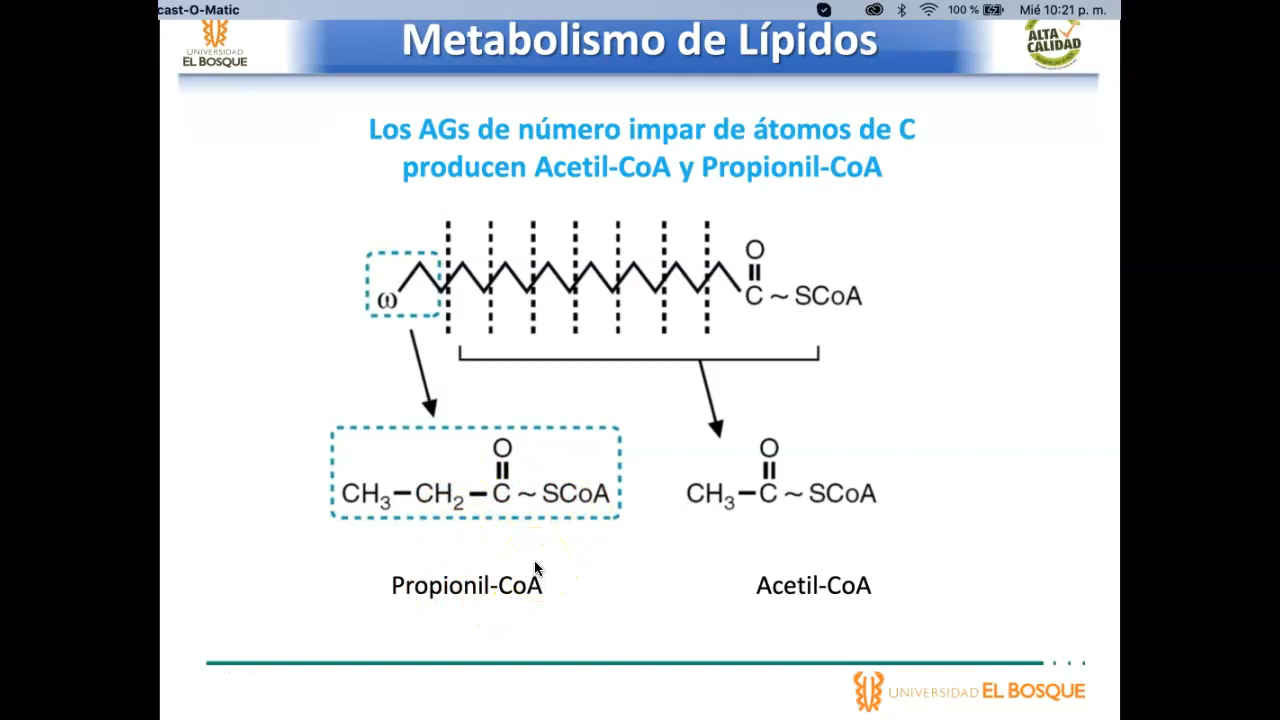 cast-O-Matic
100 %
Mié 10:21 p. m.
UNIVERSIDAD
EL BOSQUE
Metabolismo de Lípidos
ALTA
CALIDAD
Los AGs de número impar de átomos de C
producen Acetil-CoA y Propionil-CoA
O
ω
C ~ SCoA
O
CH₃−CH₂−C ~ SCoA
O
CH₃−C ~ SCoA
Propionil-CoA
Acetil-CoA
UNIVERSIDAD EL BOSQUE